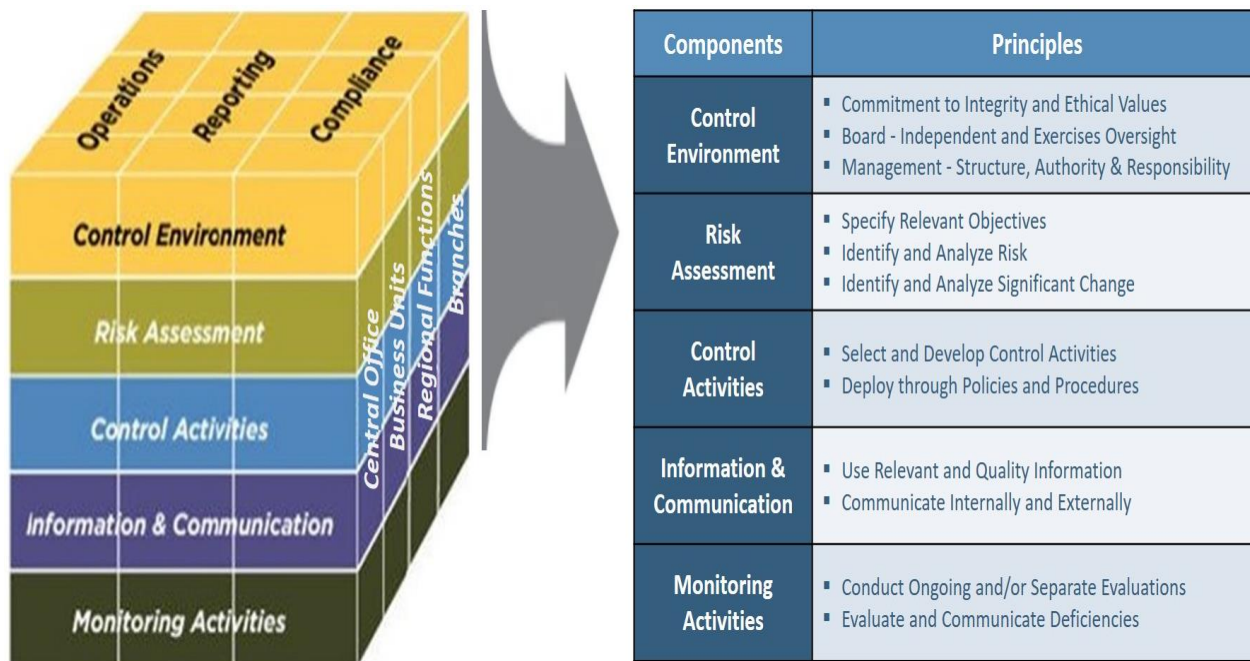 Operations
Reporting
Compliance
Control Environment
Risk Assessment
Control Activities
Information & Communication
Monitoring Activities
Central Office
Business Units
Regional Functions
Branches
Components
Principles
Control
Environment
▪ Commitment to Integrity and Ethical Values
▪ Board - Independent and Exercises Oversight
▪ Management - Structure, Authority & Responsibility
Risk
Assessment
▪ Specify Relevant Objectives
▪ Identify and Analyze Risk
▪ Identify and Analyze Significant Change
Control
Activities
▪ Select and Develop Control Activities
▪ Deploy through Policies and Procedures
Information &
Communication
▪ Use Relevant and Quality Information
▪ Communicate Internally and Externally
Monitoring
Activities
▪ Conduct Ongoing and/or Separate Evaluations
▪ Evaluate and Communicate Deficiencies